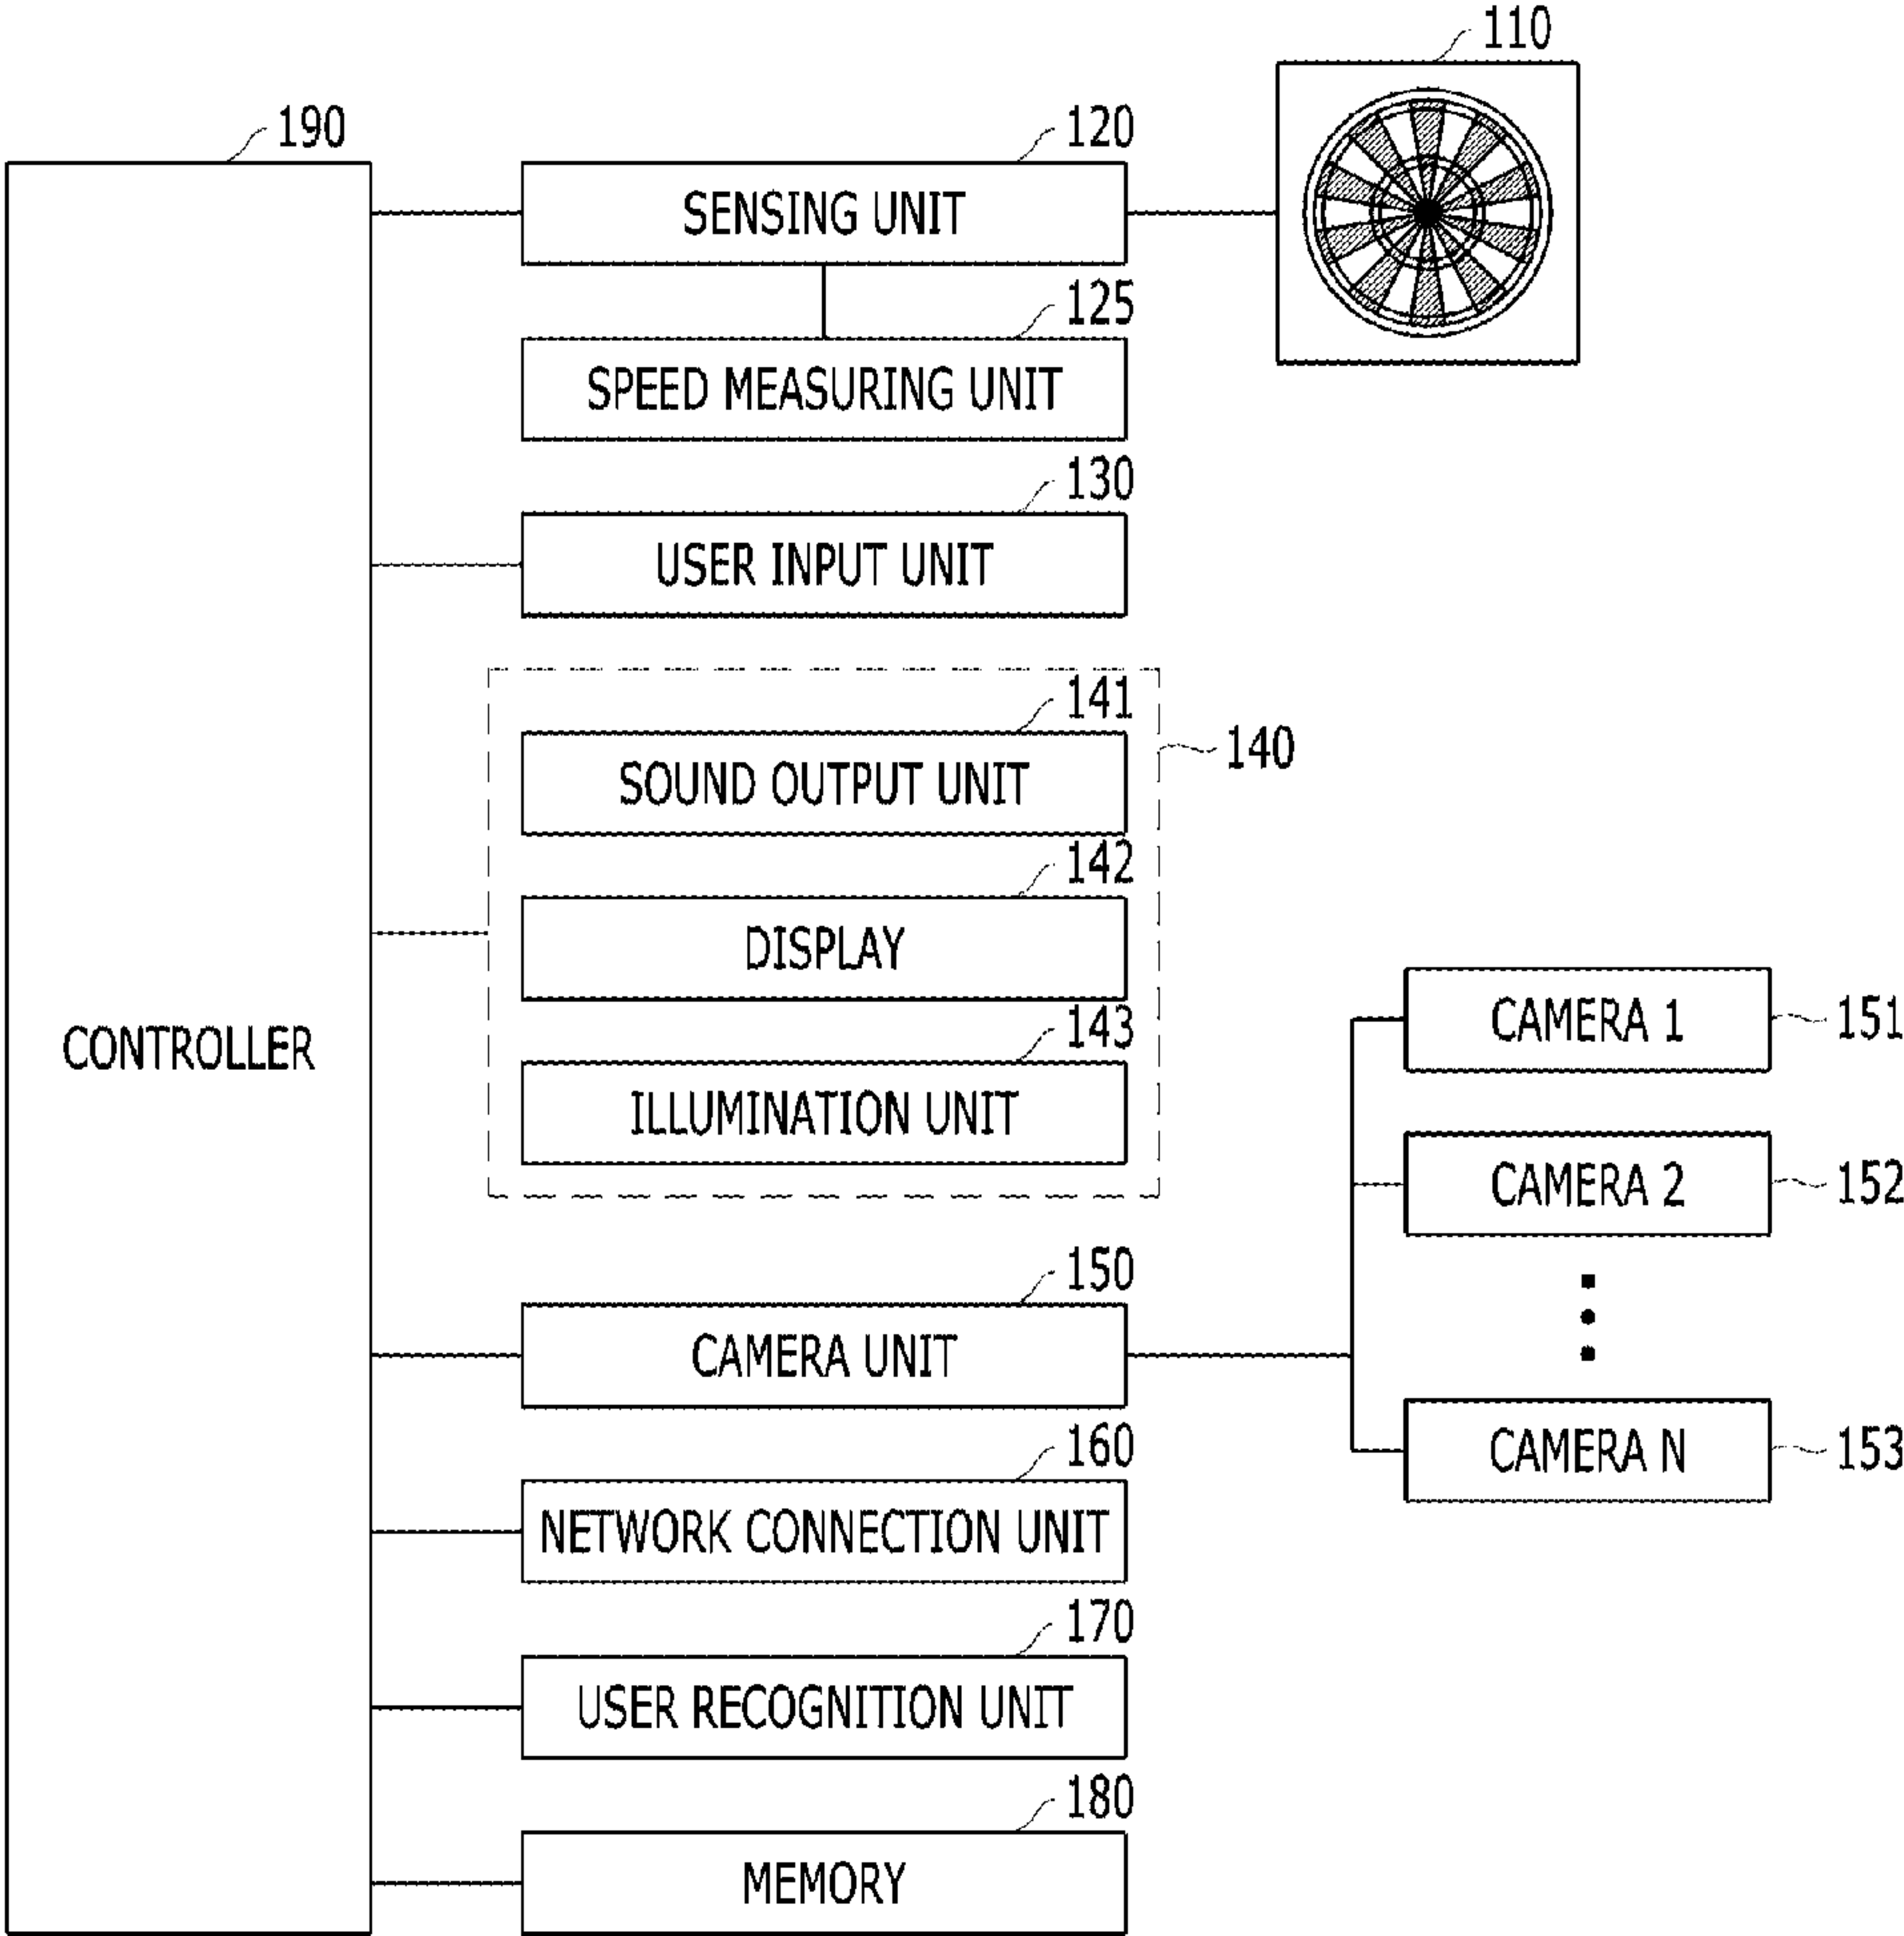 110
190
120
SENSING UNIT
125
SPEED MEASURING UNIT
130
USER INPUT UNIT
141
140
SOUND OUTPUT UNIT
142
DISPLAY
143
ILLUMINATION UNIT
CONTROLLER
CAMERA 1
151
CAMERA 2
152
150
CAMERA UNIT
CAMERA N
153
160
NETWORK CONNECTION UNIT
170
USER RECOGNITION UNIT
180
MEMORY